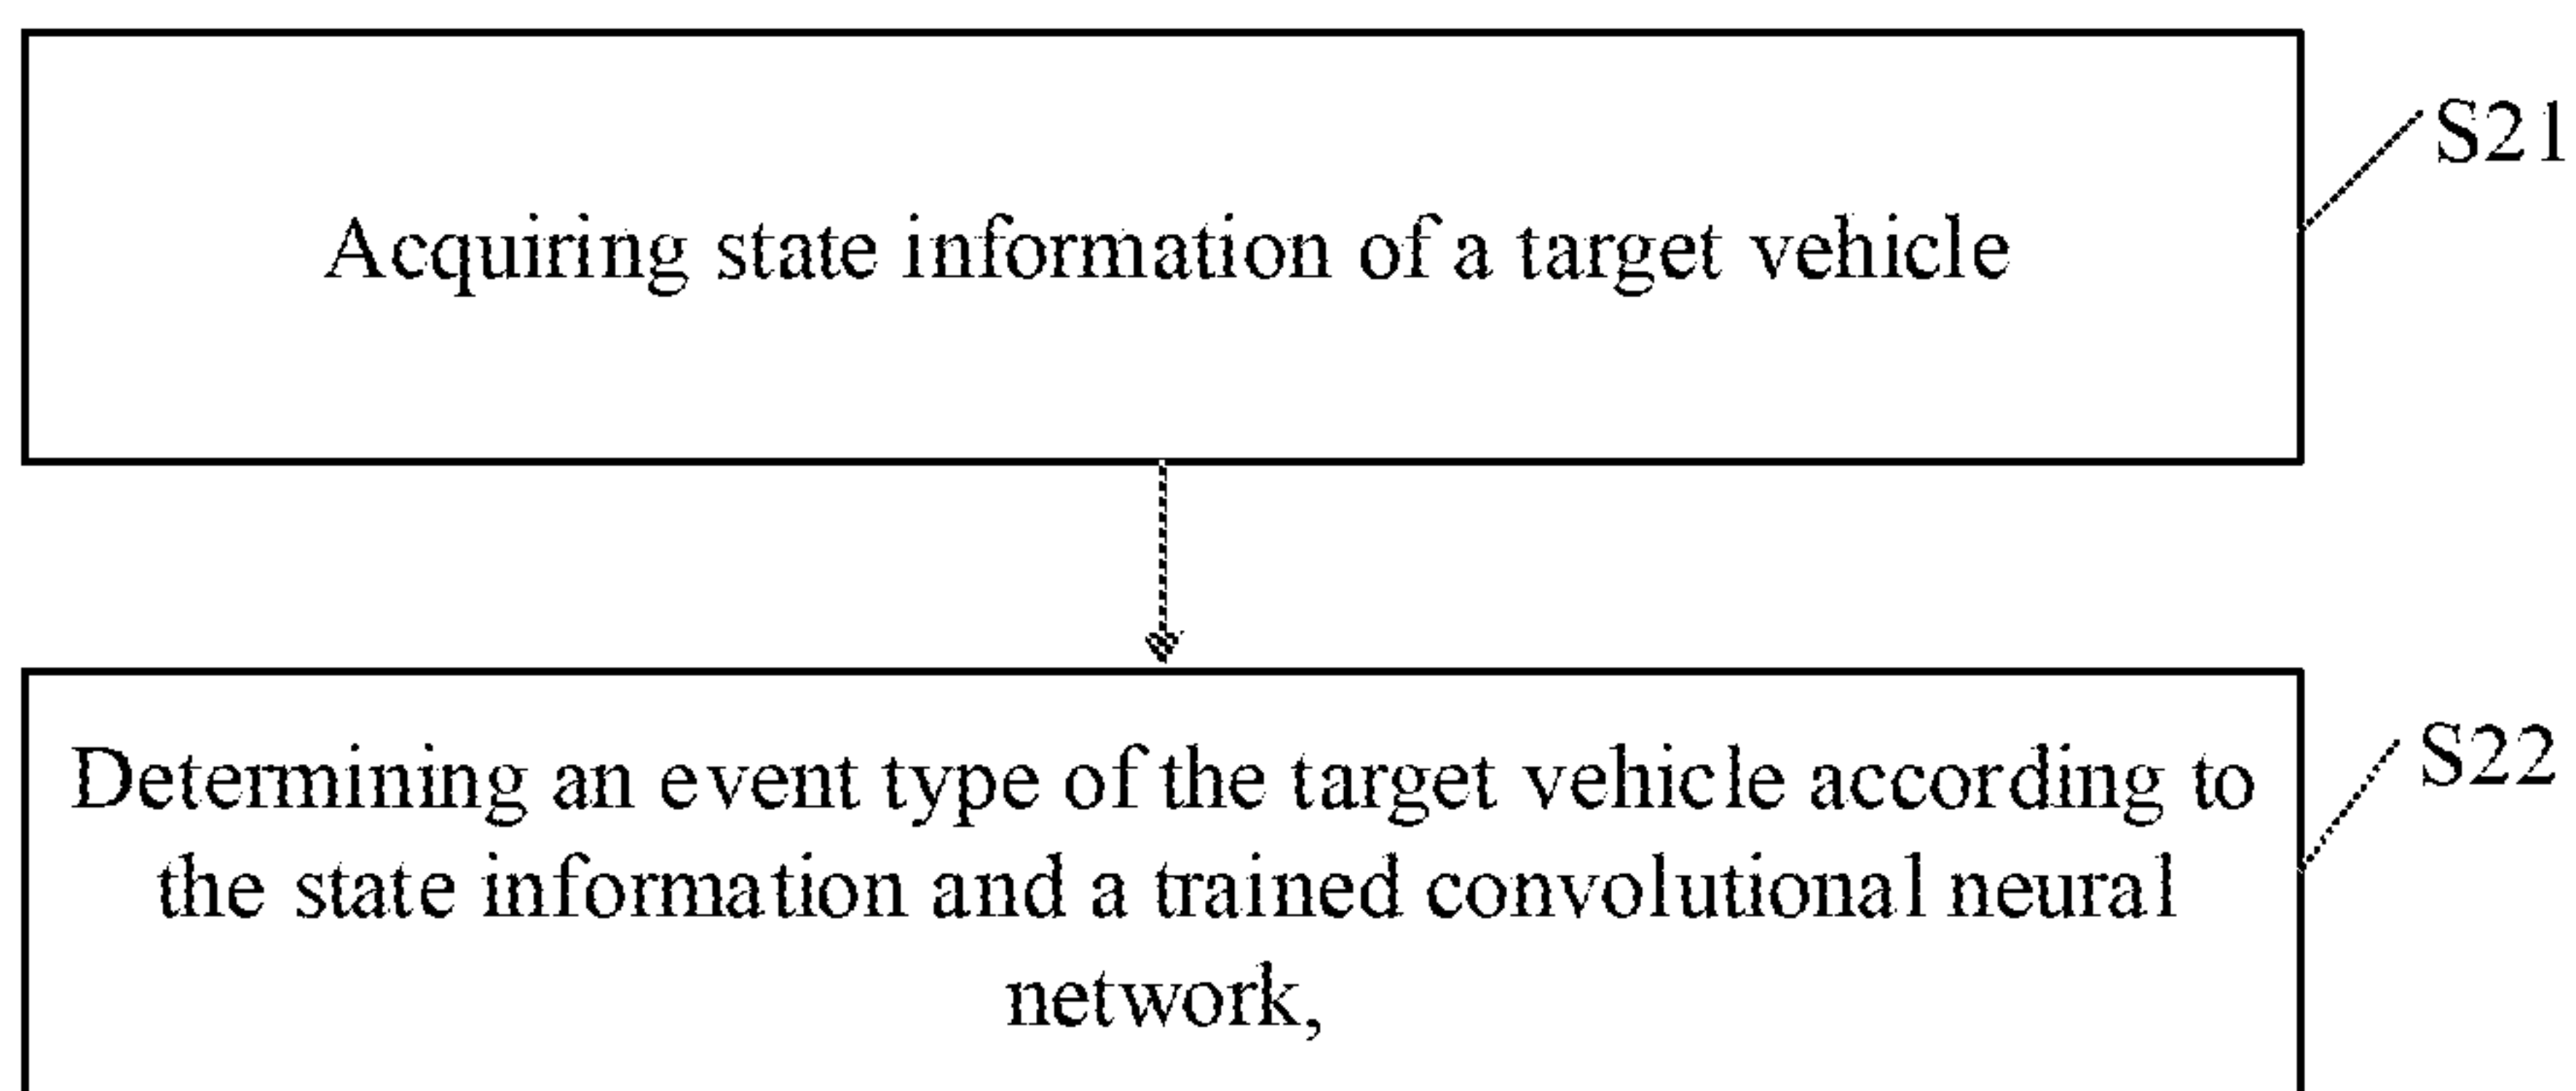 S21
Acquiring state information of a target vehicle
S22
Determining an event type of the target vehicle according to
the state information and a trained convolutional neural
network,